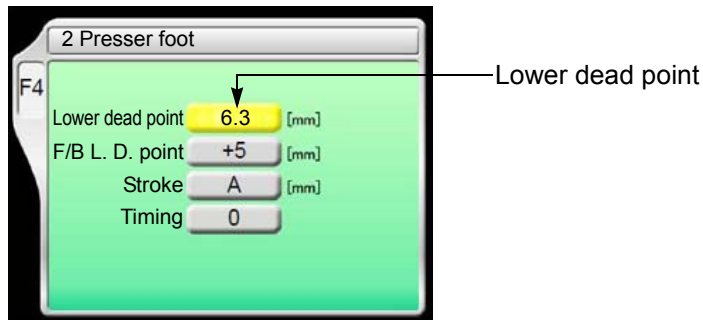 2 Presser foot
F4
Lower dead point
Lower dead point 6.3 [mm]
F/B L. D. point +5 [mm]
Stroke A [mm]
Timing 0